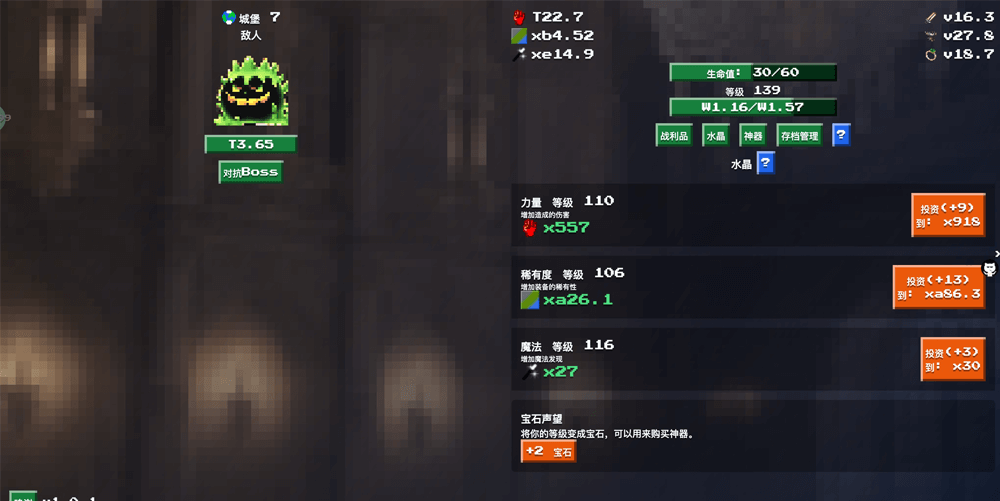 城堡 7
敌人
T3.65
对抗Boss
T22.7
xb4.52
xe14.9
v16.3
v27.8
v18.7
生命值: 30/60
等级 139
W1.16/W1.57
战利品 水晶 神器 存档管理 ?
水晶 ?
力量 等级 110
增加造成的伤害
x557
投资(+9)
到: x918
稀有度 等级 106
增加装备的稀有性
xa26.1
投资(+13)
到: xa86.3
魔法 等级 116
增加魔法发现
x27
投资(+3)
到: x30
宝石声望
将你的等级变成宝石，可以用来购买神器。
+2 宝石